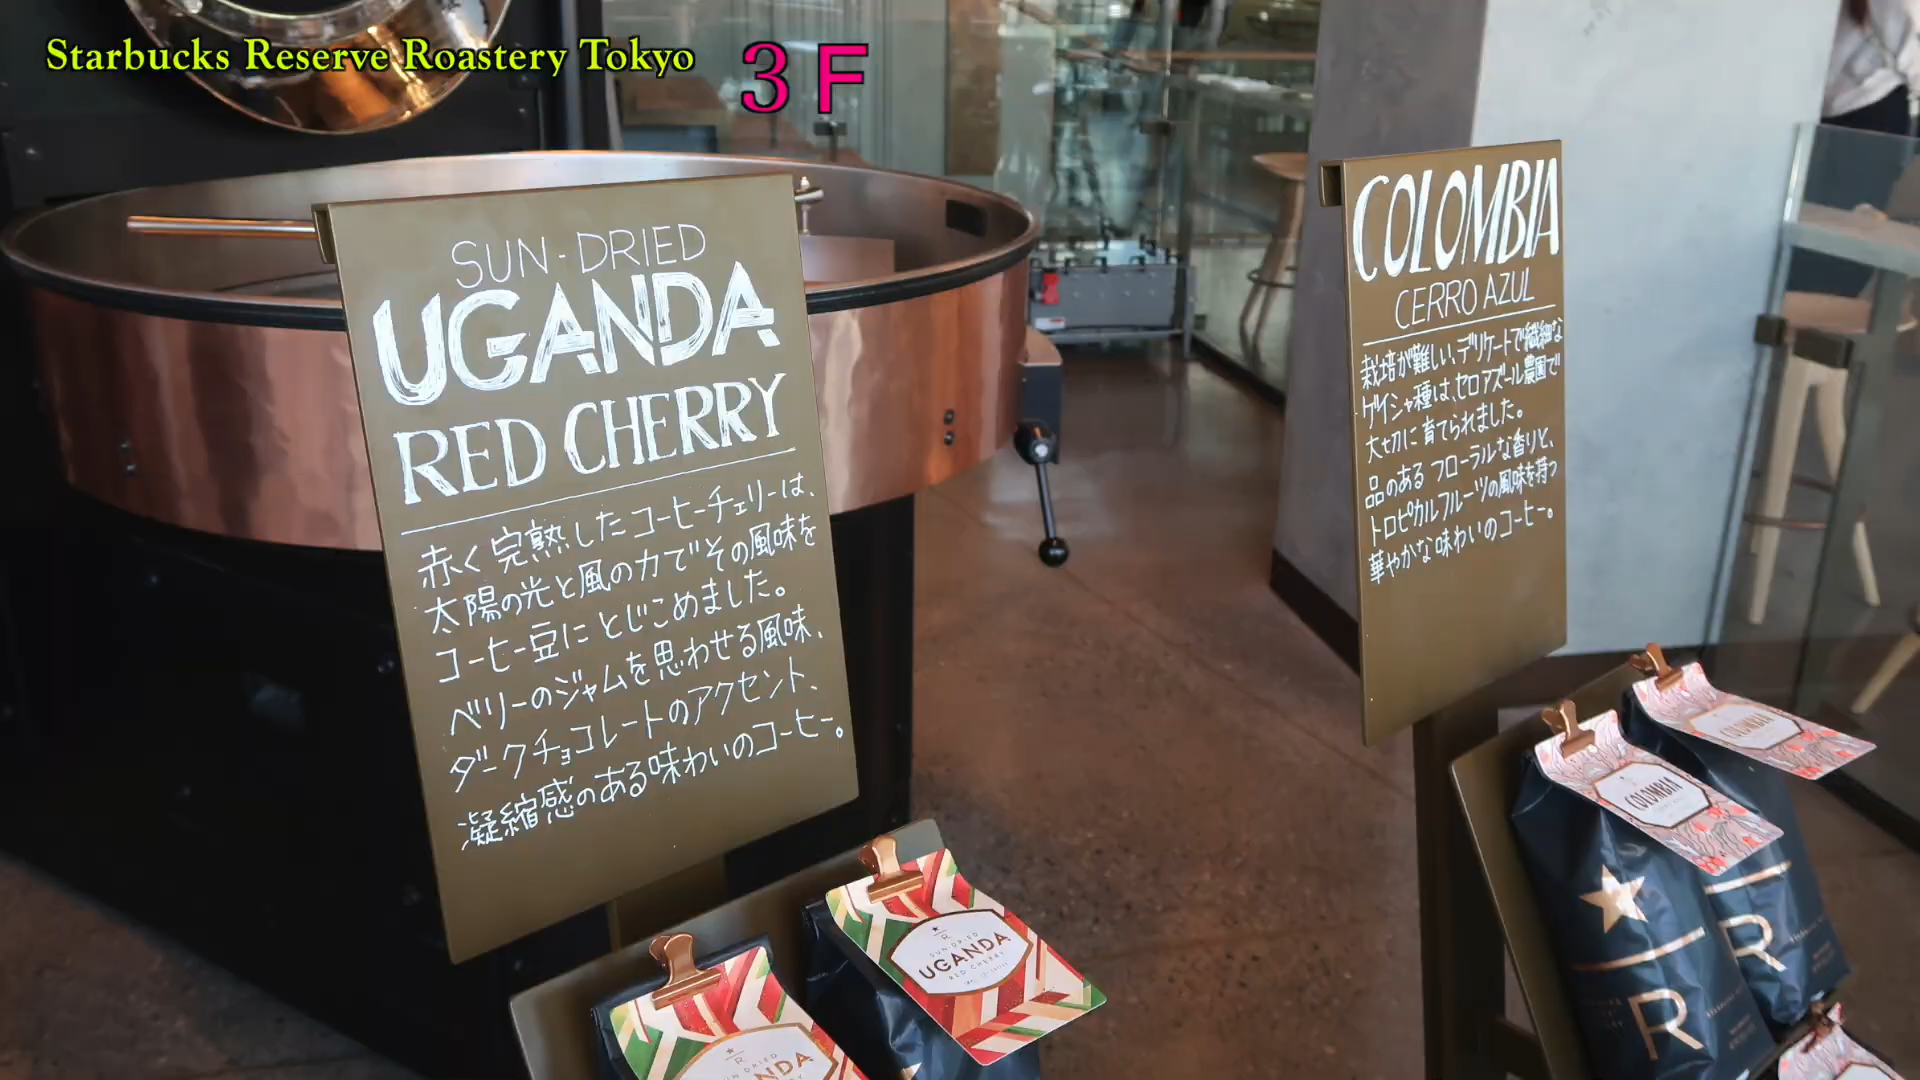 Starbucks Reserve Roastery Tokyo
3F
SUN-DRIED
UGANDA
RED CHERRY
赤く完熟したコーヒーチェリーは、
太陽の光と風の力でその風味を
コーヒー豆にとじこめました。
ベリーのジャムを思わせる風味、
ダークチョコレートのアクセント、
凝縮感のある味わいのコーヒー。
COLOMBIA
CERRO AZUL
栽培が難しい、デリケートで繊細な
ゲイシャ種は、セロアズール農園で
大切に育てられました。
品のあるフローラルな香りと、
トロピカルフルーツの風味を持つ
華やかな味わいのコーヒー。
R
SUN DRIED
UGANDA
RED CHERRY
R
SUN DRIED
COLOMBIA
COLOMBIA
R
R